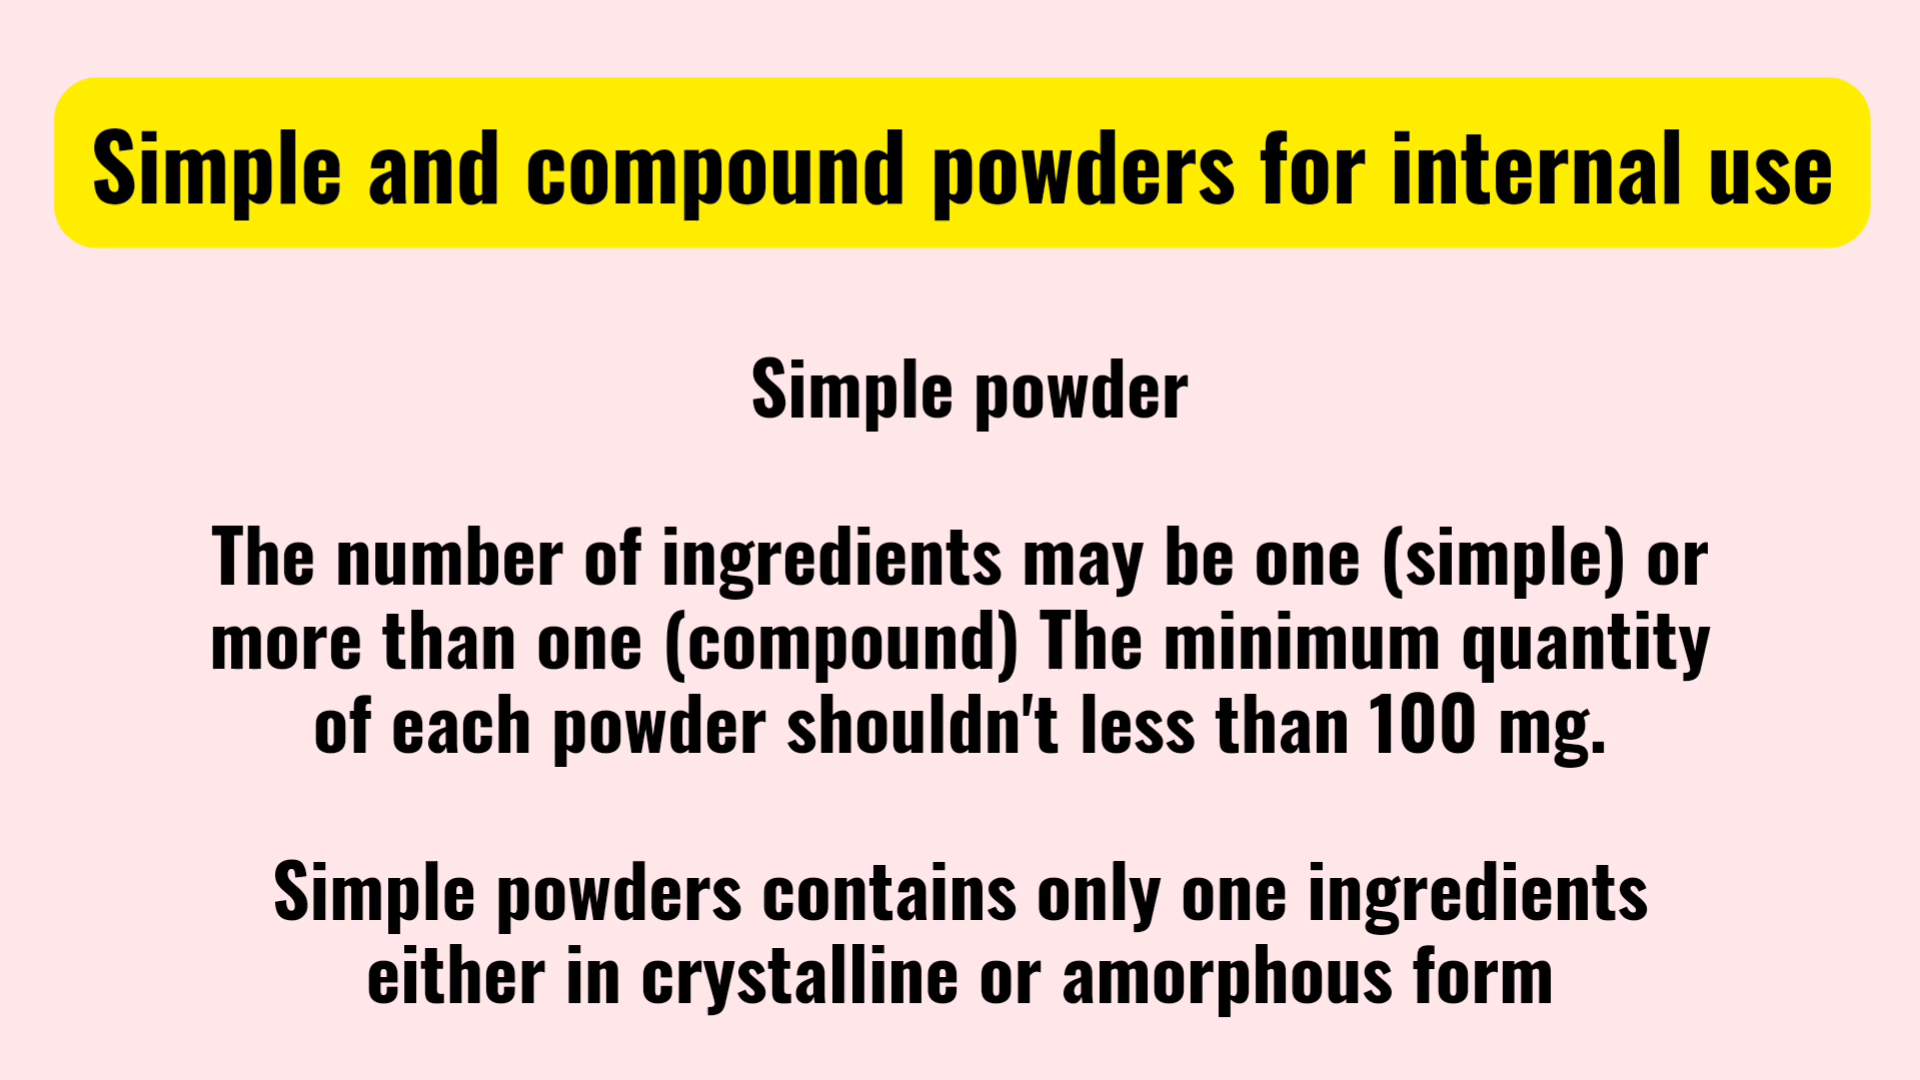 Simple and compound powders for internal use
Simple powder
The number of ingredients may be one (simple) or
more than one (compound) The minimum quantity
of each powder shouldn't less than 100 mg.
Simple powders contains only one ingredients
either in crystalline or amorphous form